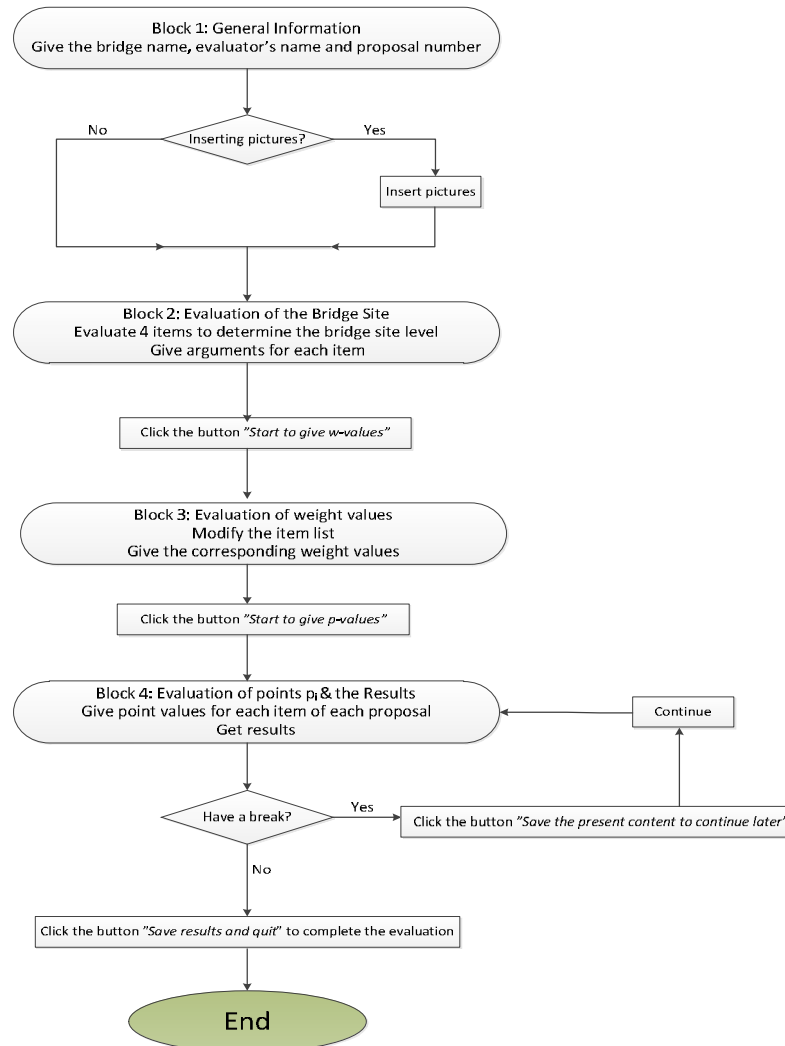 Block 1: General Information
Give the bridge name, evaluator's name and proposal number
Inserting pictures?
No
Yes
Insert pictures
Block 2: Evaluation of the Bridge Site
Evaluate 4 items to determine the bridge site level
Give arguments for each item
Click the button "Start to give w-values"
Block 3: Evaluation of weight values
Modify the item list
Give the corresponding weight values
Click the button "Start to give p-values"
Block 4: Evaluation of points pi & the Results
Give point values for each item of each proposal
Get results
Continue
Have a break?
Yes
Click the button "Save the present content to continue later"
No
Click the button "Save results and quit" to complete the evaluation
End